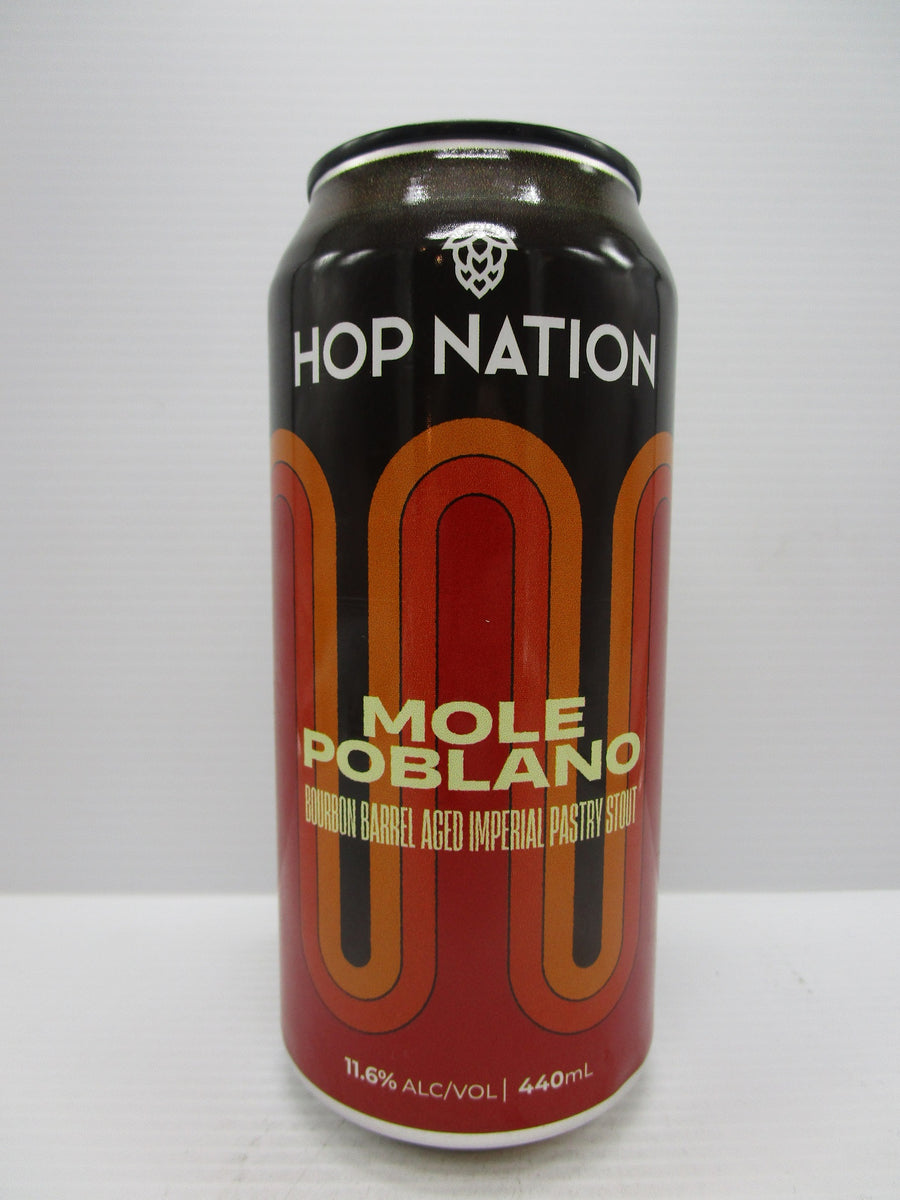 HOP NATION
MOLE
POBLANO
BOURBON BARREL AGED IMPERIAL PASTRY STOUT
11.6% ALC/VOL | 440mL